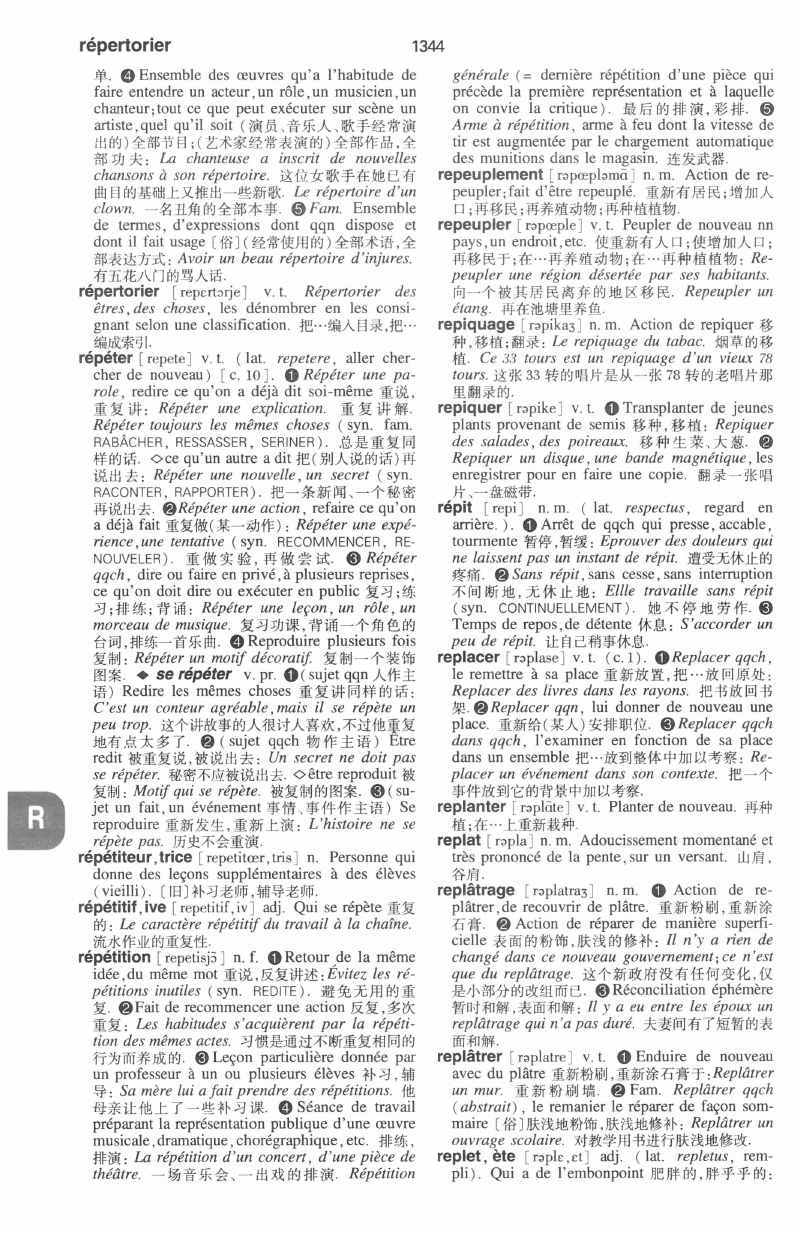 répertorier
1344
单. ❹ Ensemble des œuvres qu'a l'habitude de
faire entendre un acteur,un rôle,un musicien,un
chanteur;tout ce que peut exécuter sur scène un
artiste,quel qu'il soit (演员、音乐人、歌手经常演
出的)全部节目;(艺术家经常表演的)全部作品,全
部功夫: La chanteuse a inscrit de nouvelles
chansons à son répertoire. 这位女歌手在她已有
曲目的基础上又推出一些新歌. Le répertoire d'un
clown. 一名丑角的全部本事. ❺ Fam. Ensemble
de termes, d'expressions dont qqn dispose et
dont il fait usage [俗](经常使用的)全部术语,全
部表达方式: Avoir un beau répertoire d'injures.
有五花八门的骂人话.
répertorier [repɛrtɔrje] v.t. Répertorier des
êtres,des choses, les dénombrer en les consi-
gnant selon une classification. 把…编入目录,把…
编成索引.
répéter [repete] v.t. (lat. repetere, aller cher-
cher de nouveau) [c. 10]. ❶ Répéter une pa-
role, redire ce qu'on a déjà dit soi-même 重说,
重复讲: Répéter une explication. 重复讲解.
Répéter toujours les mêmes choses (syn. fam.
RABÂCHER, RESSASSER, SERINER). 总是重复同
样的话. ◇ce qu'un autre a dit 把(别人说的话)再
说出去: Répéter une nouvelle, un secret (syn.
RACONTER, RAPPORTER). 把一条新闻、一个秘密
再说出去. ❷Répéter une action, refaire ce qu'on
a déjà fait 重复做(某一动作): Répéter une expé-
rience,une tentative (syn. RECOMMENCER, RE-
NOUVELER). 重做实验, 再做尝试. ❸ Répéter
qqch, dire ou faire en privé,à plusieurs reprises,
ce qu'on doit dire ou exécuter en public 复习;练
习;排练; 背诵: Répéter une leçon, un rôle, un
morceau de musique. 复习功课,背诵一个角色的
台词,排练一首乐曲. ❹ Reproduire plusieurs fois
复制: Répéter un motif décoratif. 复制一个装饰
图案. ◆ se répéter v. pr. ❶(sujet qqn 人作主
语) Redire les mêmes choses 重复讲同样的话:
C'est un conteur agréable,mais il se répète un
peu trop. 这个讲故事的人很讨人喜欢,不过他重复
地有点太多了. ❷ (sujet qqch 物作主语) Être
redit 被重复说,被说出去: Un secret ne doit pas
se répéter. 秘密不应被说出去. ◇être reproduit 被
复制: Motif qui se répète. 被复制的图案. ❸(su-
jet un fait, un événement 事情、事件作主语) Se
reproduire 重新发生,重新上演: L'histoire ne se
répète pas. 历史不会重演.
répétiteur,trice [repetitœr,tris] n. Personne qui
donne des leçons supplémentaires à des élèves
(vieilli). [旧]补习老师,辅导老师.
répétitif,ive [repetitif,iv] adj. Qui se répète 重复
的: Le caractère répétitif du travail à la chaîne.
流水作业的重复性.
répétition [repetisjɔ̃] n. f. ❶ Retour de la même
idée,du même mot 重说,反复讲述:Évitez les ré-
pétitions inutiles (syn. REDITE). 避免无用的重
复. ❷Fait de recommencer une action 反复,多次
重复: Les habitudes s'acquièrent par la répéti-
tion des mêmes actes. 习惯是通过不断重复相同的
行为而养成的. ❸ Leçon particulière donnée par
un professeur à un ou plusieurs élèves 补习,辅
导: Sa mère lui a fait prendre des répétitions. 他
母亲让他上了一些补习课. ❹ Séance de travail
préparant la représentation publique d'une œuvre
musicale,dramatique,chorégraphique,etc. 排练,
排演: La répétition d'un concert, d'une pièce de
théâtre. 一场音乐会、一出戏的排演. Répétition
générale (= dernière répétition d'une pièce qui
précède la première représentation et à laquelle
on convie la critique). 最后的排演,彩排. ❺
Arme à répétition, arme à feu dont la vitesse de
tir est augmentée par le chargement automatique
des munitions dans le magasin. 连发武器.
repeuplement [rəpœpləmɑ̃] n. m. Action de re-
peupler;fait d'être repeuplé. 重新有居民;增加人
口;再移民;再养殖动物;再种植植物.
repeupler [rəpœple] v.t. Peupler de nouveau nn
pays,un endroit,etc. 使重新有人口;使增加人口;
再移民于;在…再养殖动物;在…再种植植物: Re-
peupler une région désertée par ses habitants.
向一个被其居民离弃的地区移民. Repeupler un
étang. 再在池塘里养鱼.
repiquage [rəpikaʒ] n. m. Action de repiquer 移
种,移植;翻录: Le repiquage du tabac. 烟草的移
植. Ce 33 tours est un repiquage d'un vieux 78
tours. 这张 33 转的唱片是从一张 78 转的老唱片那
里翻录的.
repiquer [rəpike] v.t. ❶ Transplanter de jeunes
plants provenant de semis 移种,移植: Repiquer
des salades,des poireaux. 移种生菜、大葱. ❷
Repiquer un disque, une bande magnétique, les
enregistrer pour en faire une copie. 翻录一张唱
片、一盘磁带.
répit [repi] n. m. (lat. respectus, regard en
arrière.). ❶ Arrêt de qqch qui presse, accable,
tourmente 暂停,暂缓: Eprouver des douleurs qui
ne laissent pas un instant de répit. 遭受无休止的
疼痛. ❷ Sans répit, sans cesse, sans interruption
不间断地,无休止地: Ellle travaille sans répit
(syn. CONTINUELLEMENT). 她不停地劳作. ❸
Temps de repos,de détente 休息: S'accorder un
peu de répit. 让自己稍事休息.
replacer [rəplase] v.t. (c.1). ❶Replacer qqch,
le remettre à sa place 重新放置,把…放回原处:
Replacer des livres dans les rayons. 把书放回书
架. ❷ Replacer qqn, lui donner de nouveau une
place. 重新给(某人)安排职位. ❸ Replacer qqch
dans qqch, l'examiner en fonction de sa place
dans un ensemble 把…放到整体中加以考察: Re-
placer un événement dans son contexte. 把一个
事件放到它的背景中加以考察.
replanter [rəplɑ̃te] v.t. Planter de nouveau. 再种
植;在…上重新栽种.
replat [rəpla] n. m. Adoucissement momentané et
très prononcé de la pente,sur un versant. 山肩,
谷肩.
replâtrage [rəplatraʒ] n. m. ❶ Action de re-
plâtrer,de recouvrir de plâtre. 重新粉刷,重新涂
石膏. ❷ Action de réparer de manière superfi-
cielle 表面的粉饰,肤浅的修补: Il n'y a rien de
changé dans ce nouveau gouvernement;ce n'est
que du replâtrage. 这个新政府没有任何变化,仅
是小部分的改组而已. ❸ Réconciliation éphémère
暂时和解,表面和解: Il y a eu entre les époux un
replâtrage qui n'a pas duré. 夫妻间有了短暂的表
面和解.
replâtrer [rəplatre] v.t. ❶ Enduire de nouveau
avec du plâtre 重新粉刷,重新涂石膏于:Replâtrer
un mur. 重新粉刷墙. ❷ Fam. Replâtrer qqch
(abstrait), le remanier le réparer de façon som-
maire [俗]肤浅地粉饰,肤浅地修补: Replâtrer un
ouvrage scolaire. 对教学用书进行肤浅地修改.
replet, ète [rəplɛ,ɛt] adj. (lat. repletus, rem-
pli). Qui a de l'embonpoint 肥胖的,胖乎乎的:
R